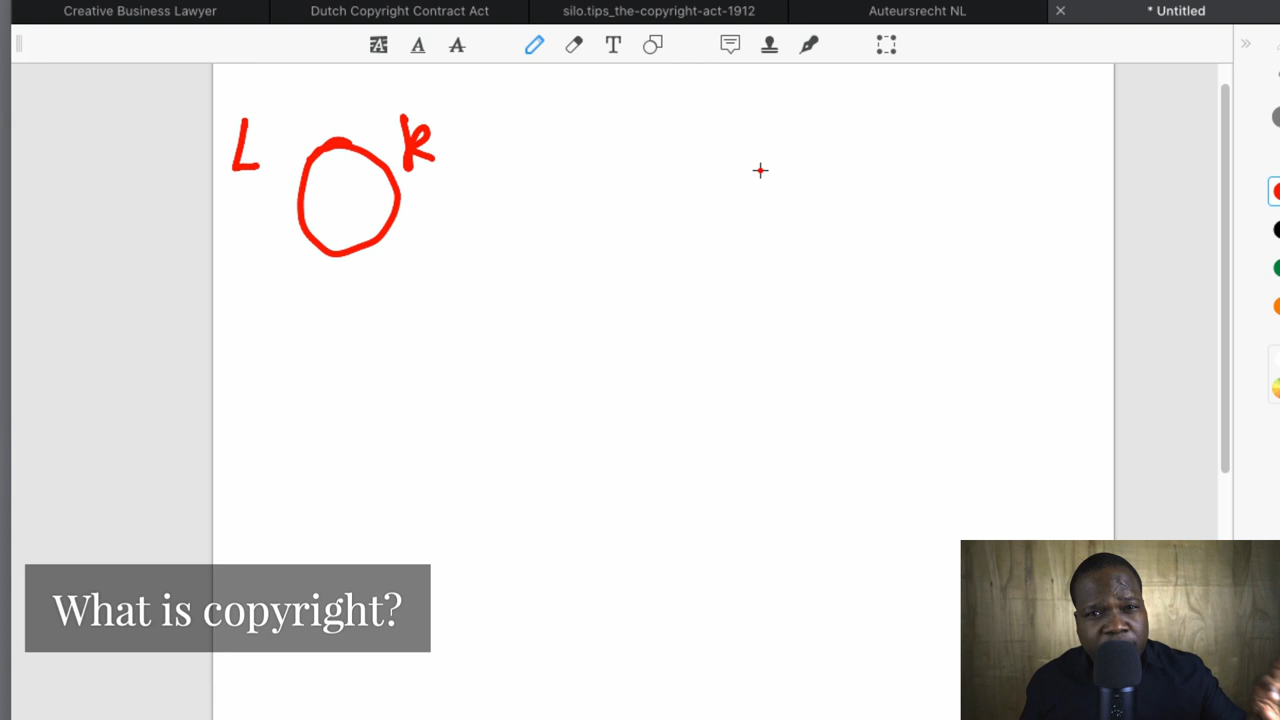 Creative Business Lawyer
Dutch Copyright Contract Act
silo.tips_the-copyright-act-1912
Auteursrecht NL
* Untitled
L
R
What is copyright?